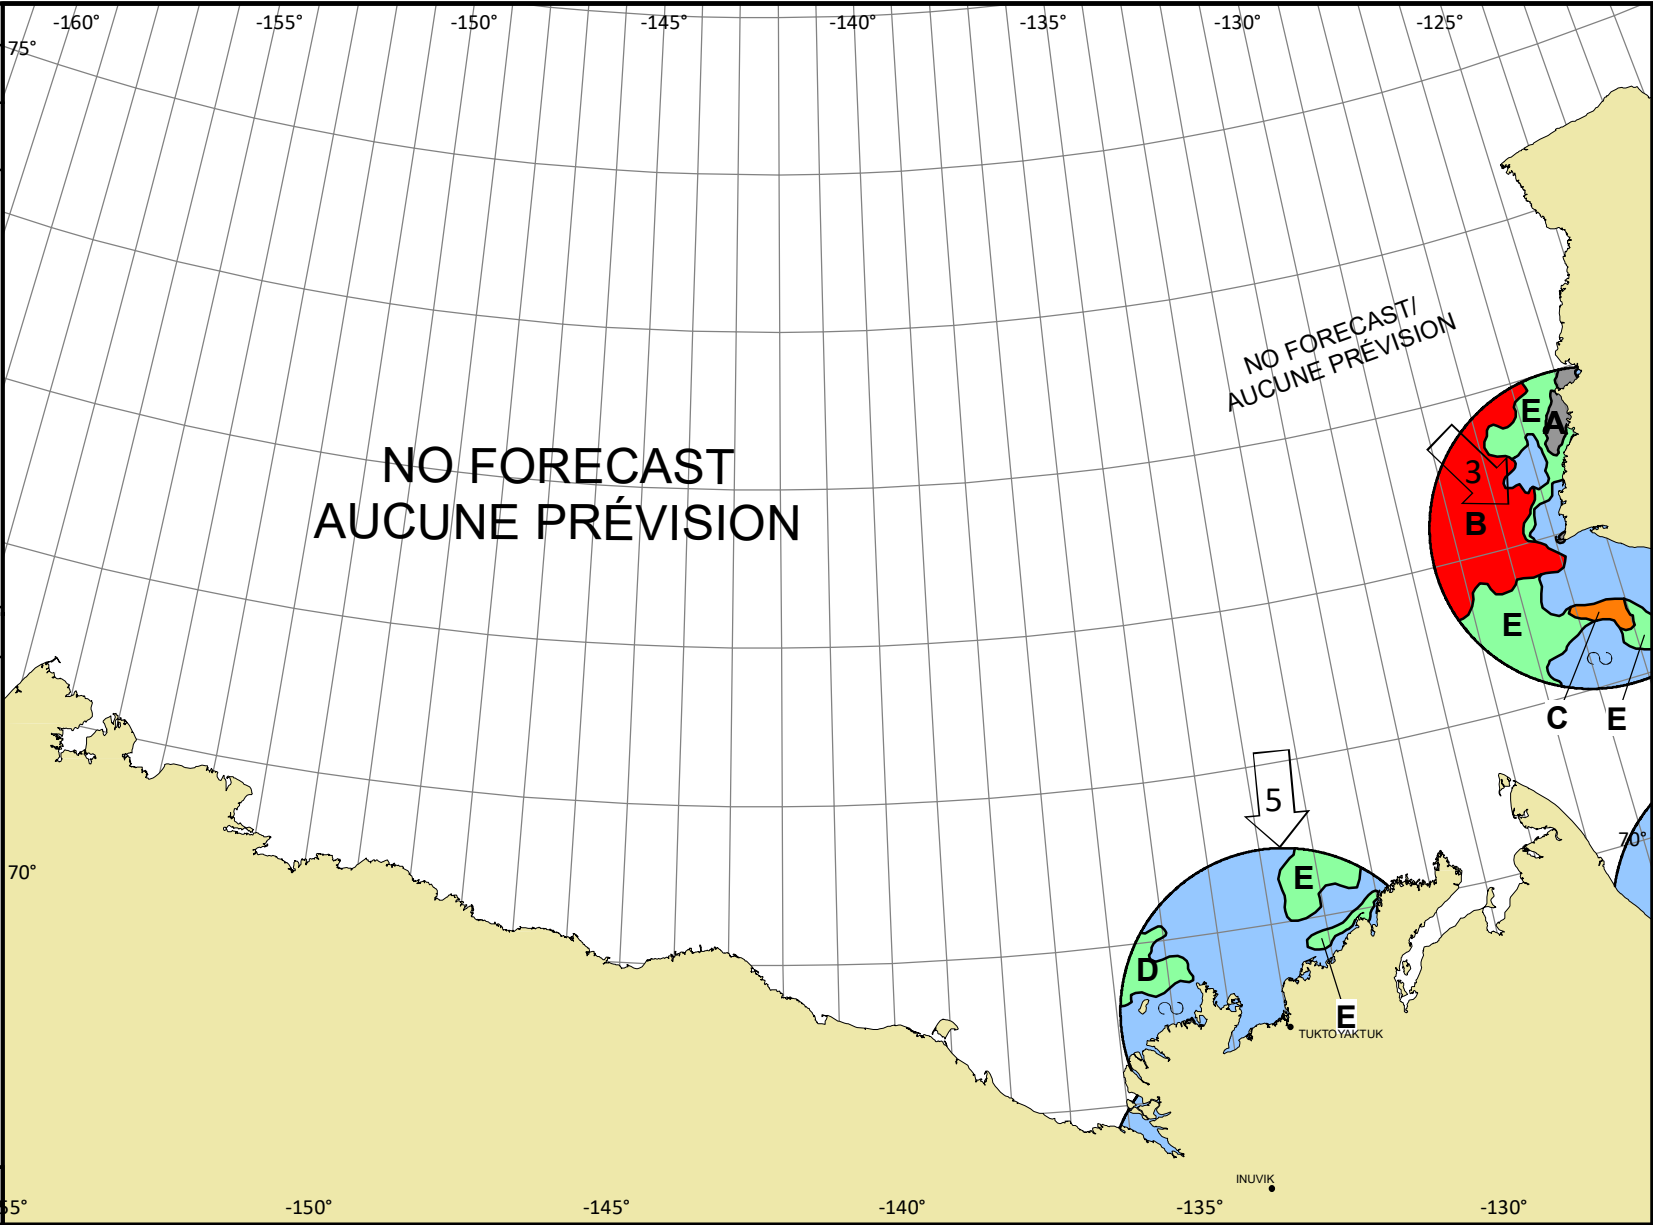 -160° -155° -150° -145° -140° -135° -130° -125°
75°
NO FORECAST/
AUCUNE PRÉVISION
E
A
NO FORECAST
AUCUNE PRÉVISION
3
B
E
C E
5
70°
70°
E
D
E
TUKTOYAKTUK
INUVIK
55° -150° -145° -140° -135° -130°